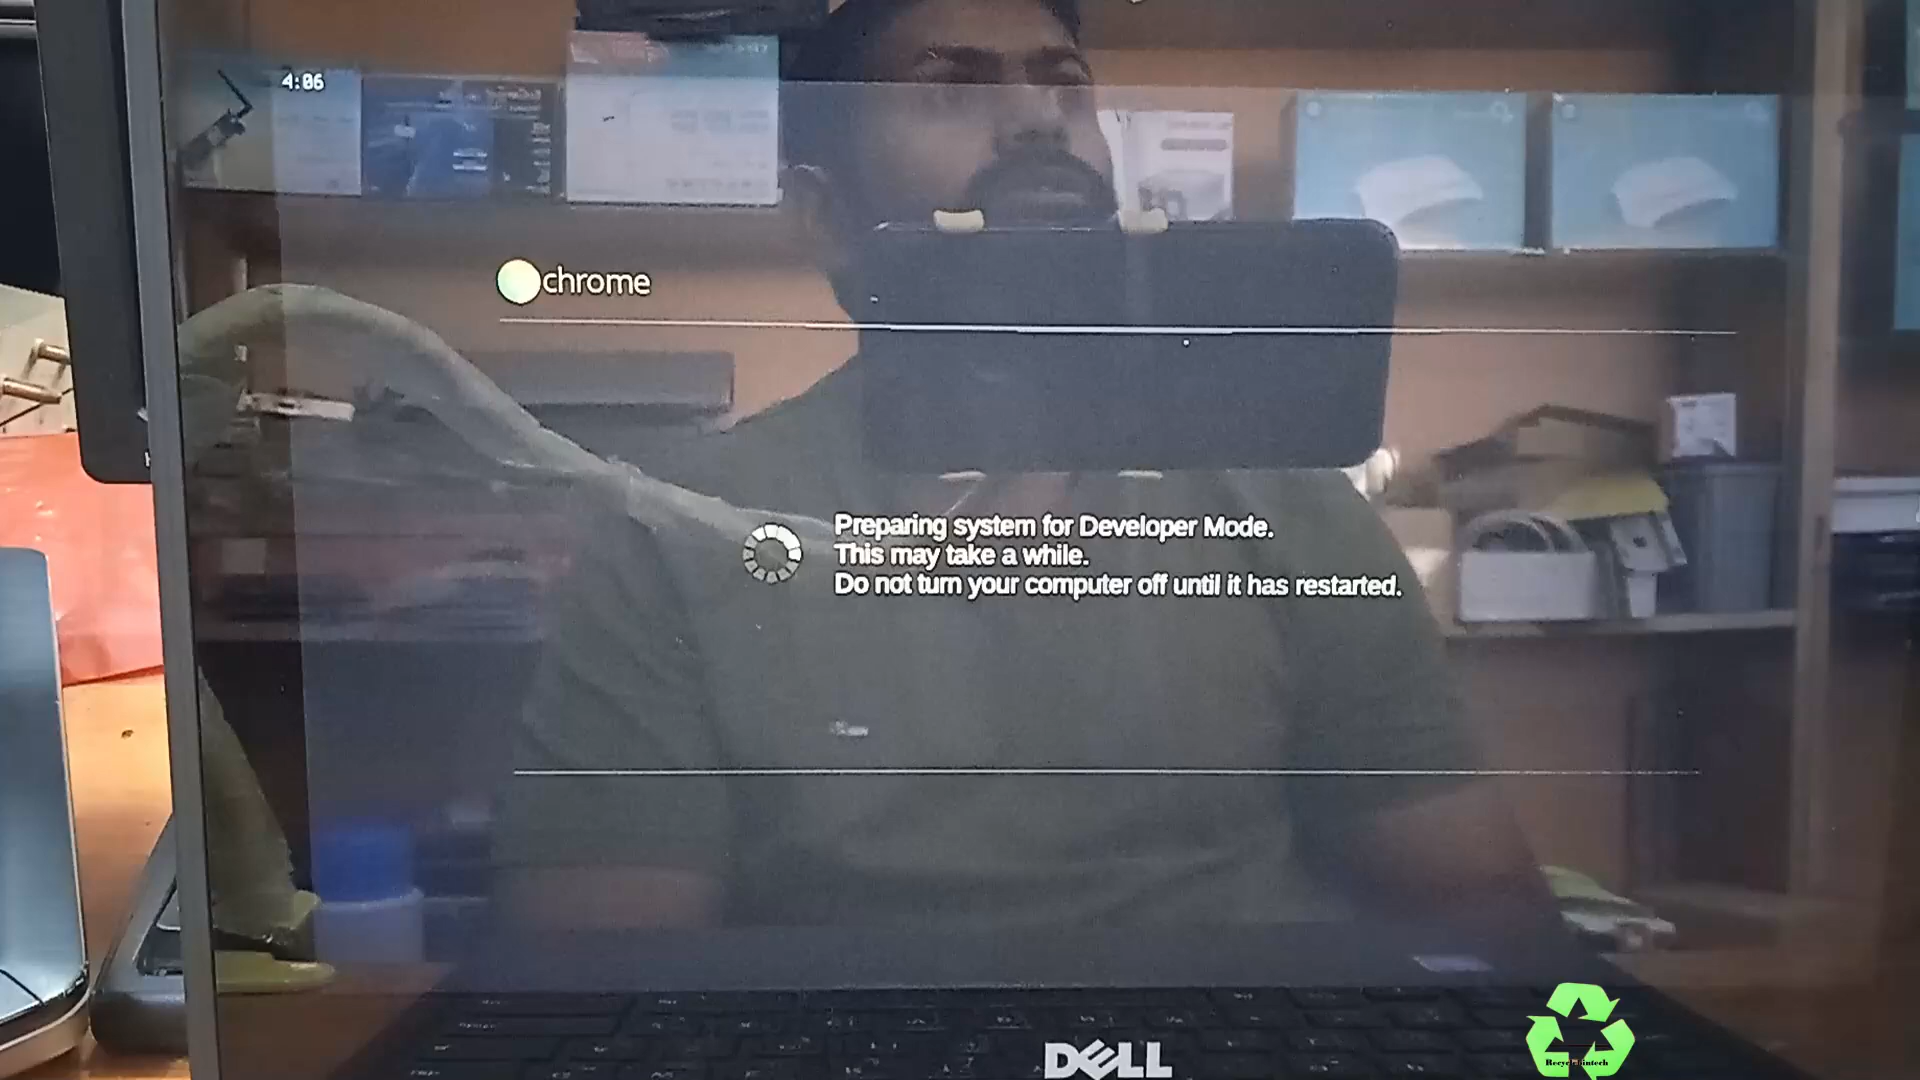 4:06
chrome
Preparing system for Developer Mode.
This may take a while.
Do not turn your computer off until it has restarted.
DELL